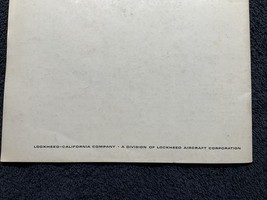 LOCKHEED-CALIFORNIA COMPANY • A DIVISION OF LOCKHEED AIRCRAFT CORPORATION